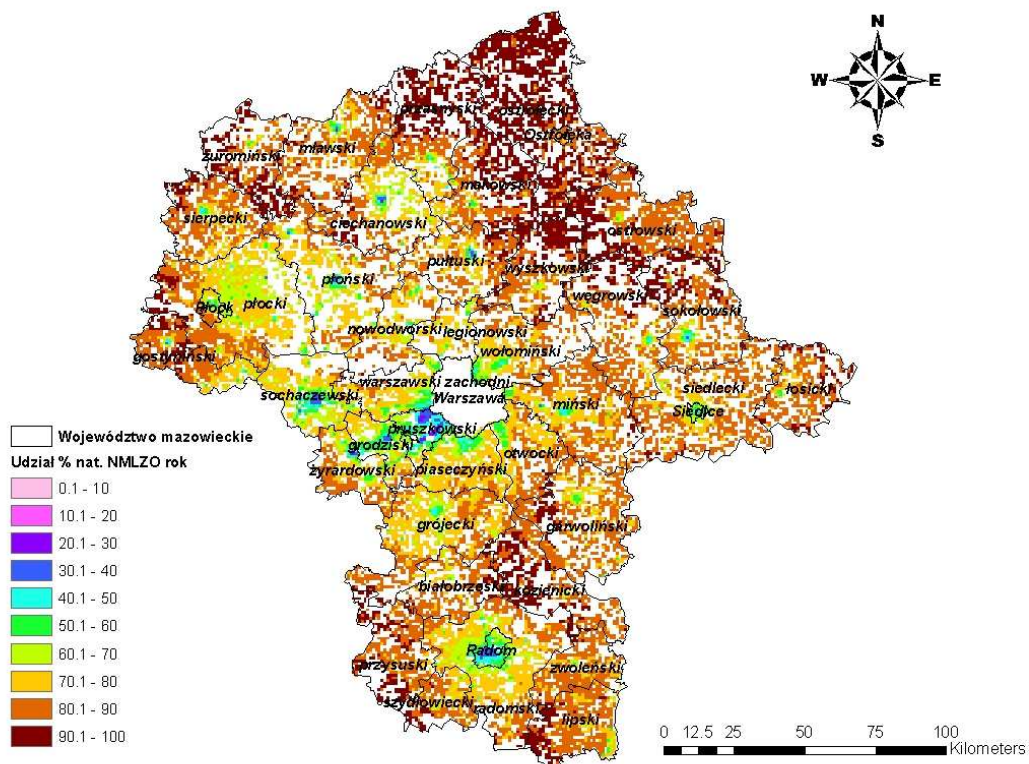 N
W E
S
przasnyski
ostrołęcki
Ostrołęka
mławski
żuromiński
makowski
sierpecki
ciechanowski
ostrowski
pułtuski
wyszkowski
płoński
węgrowski
Płock
płocki
sokołowski
nowodworski
legionowski
wołomiński
gostyniński
warszawski zachodni
siedlecki
łosicki
sochaczewski
Warszawa
miński
Siedlce
pruszkowski
grodziski
otwocki
żyrardowski
piaseczyński
grójecki
garwoliński
białobrzeski
kozienicki
Radom
przysuski
zwoleński
szydłowiecki
radomski
lipski
Województwo mazowieckie
Udział % nat. NMLZO rok
0.1 - 10
10.1 - 20
20.1 - 30
30.1 - 40
40.1 - 50
50.1 - 60
60.1 - 70
70.1 - 80
80.1 - 90
90.1 - 100
0 12.5 25 50 75 100
Kilometers